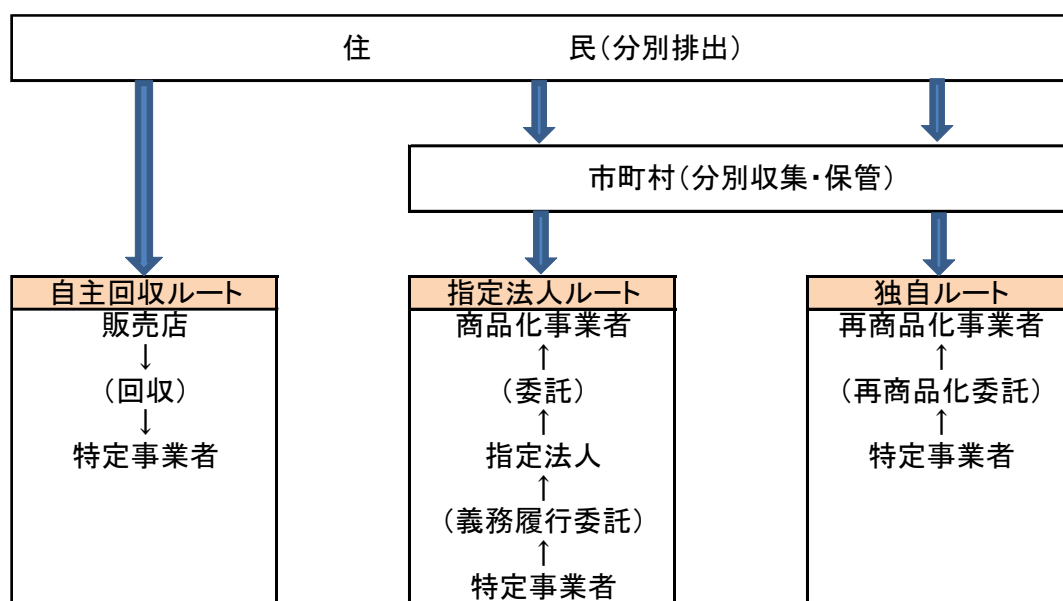 住　　　　民(分別排出)
市町村(分別収集・保管)
自主回収ルート
販売店
↓
(回収)
↓
特定事業者
指定法人ルート
商品化事業者
↑
(委託)
↑
指定法人
↑
(義務履行委託)
↑
特定事業者
独自ルート
再商品化事業者
↑
(再商品化委託)
↑
特定事業者